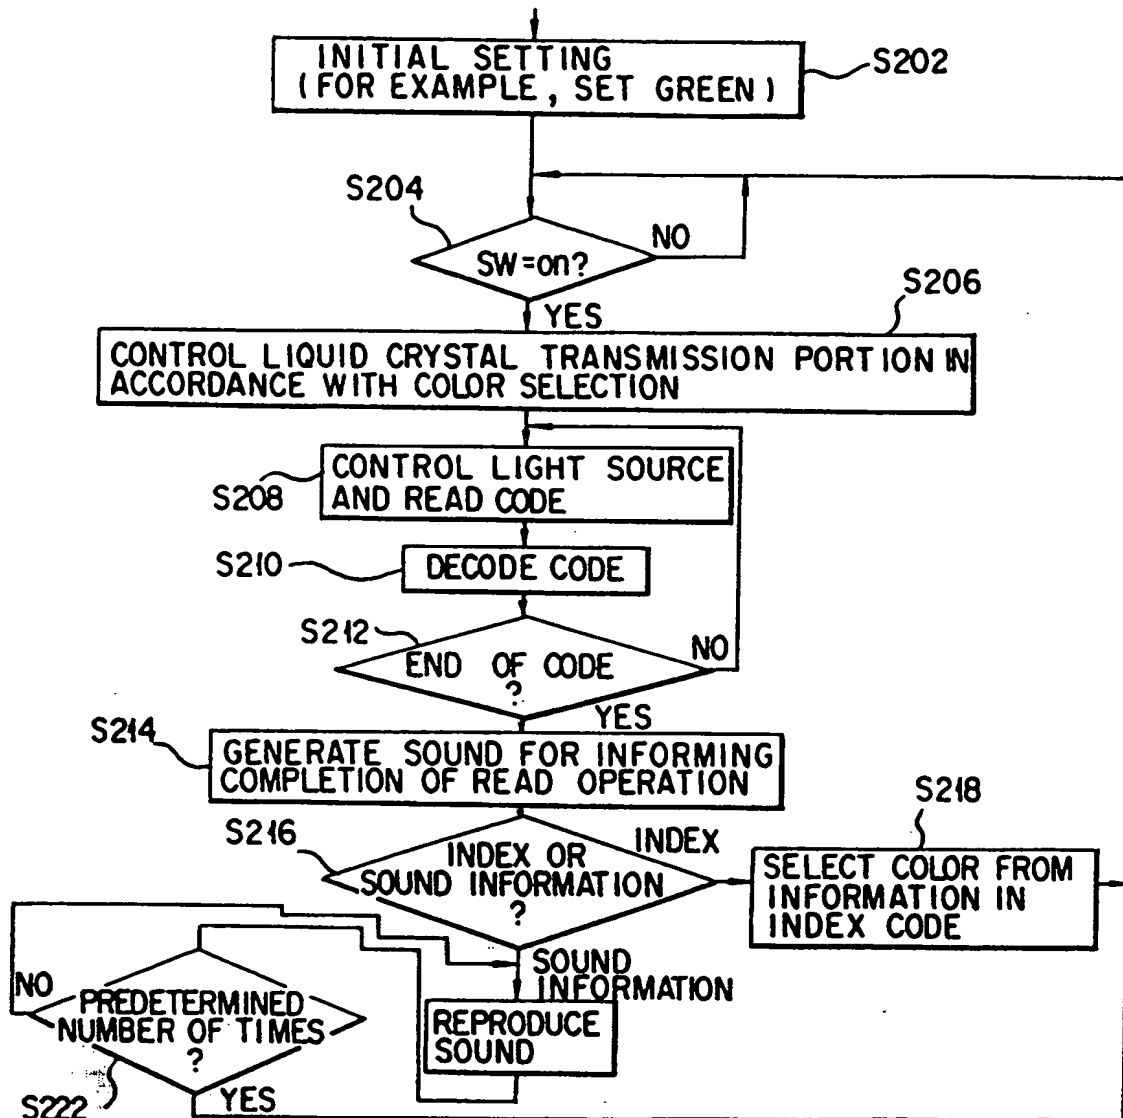 INITIAL SETTING
(FOR EXAMPLE, SET GREEN)
S202
S204
SW=on?
NO
YES
S206
CONTROL LIQUID CRYSTAL TRANSMISSION PORTION IN
ACCORDANCE WITH COLOR SELECTION
S208
CONTROL LIGHT SOURCE
AND READ CODE
S210
DECODE CODE
S212
END OF CODE
?
NO
YES
S214
GENERATE SOUND FOR INFORMING
COMPLETION OF READ OPERATION
S216
INDEX OR
SOUND INFORMATION
?
INDEX
S218
SELECT COLOR FROM
INFORMATION IN
INDEX CODE
SOUND
INFORMATION
REPRODUCE
SOUND
NO
PREDETERMINED
NUMBER OF TIMES
?
S222
YES